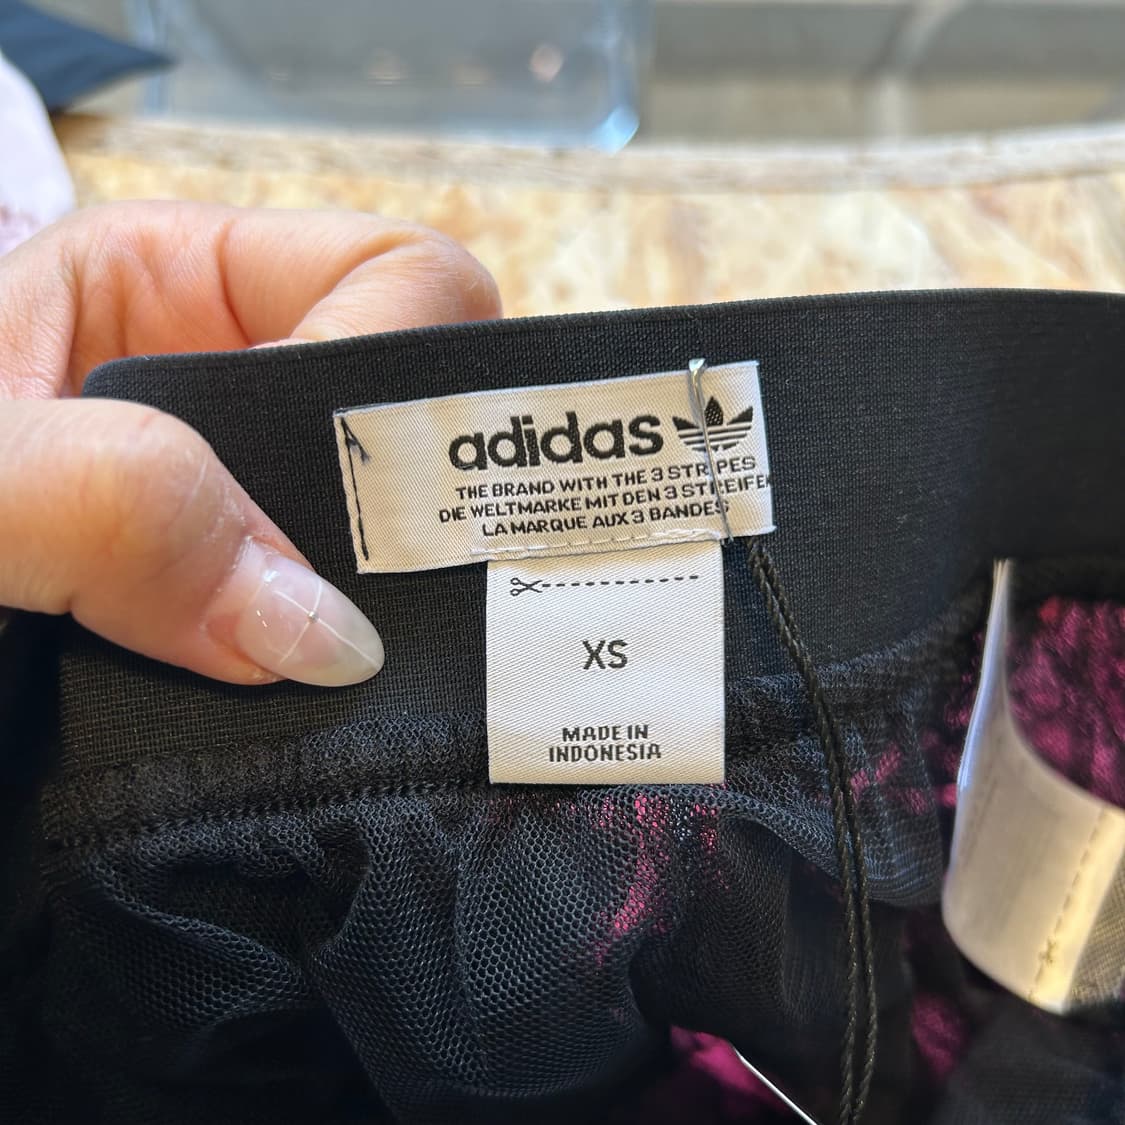 adidas
THE BRAND WITH THE 3 STRIPES
DIE WELTMARKE MIT DEN 3 STREIFEN
LA MARQUE AUX 3 BANDES
XS
MADE IN
INDONESIA